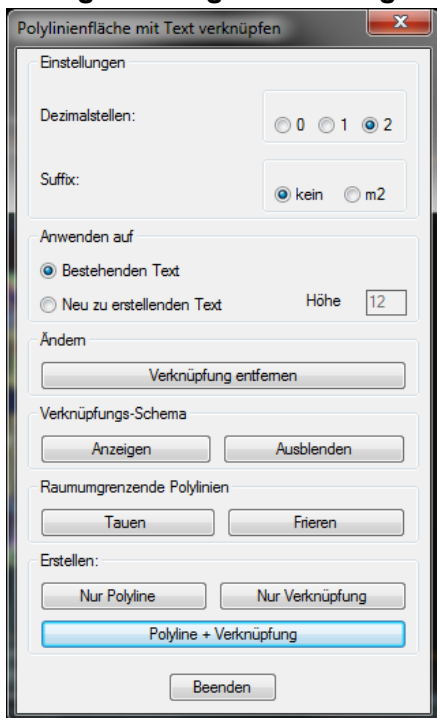 Polylinienfläche mit Text verknüpfen
Einstellungen
Dezimalstellen:
0 1 2
Suffix:
kein m2
Anwenden auf
Bestehenden Text
Neu zu erstellenden Text Höhe 12
Ändern
Verknüpfung entfernen
Verknüpfungs-Schema
Anzeigen Ausblenden
Raumumgrenzende Polylinien
Tauen Frieren
Erstellen:
Nur Polyline Nur Verknüpfung
Polyline + Verknüpfung
Beenden